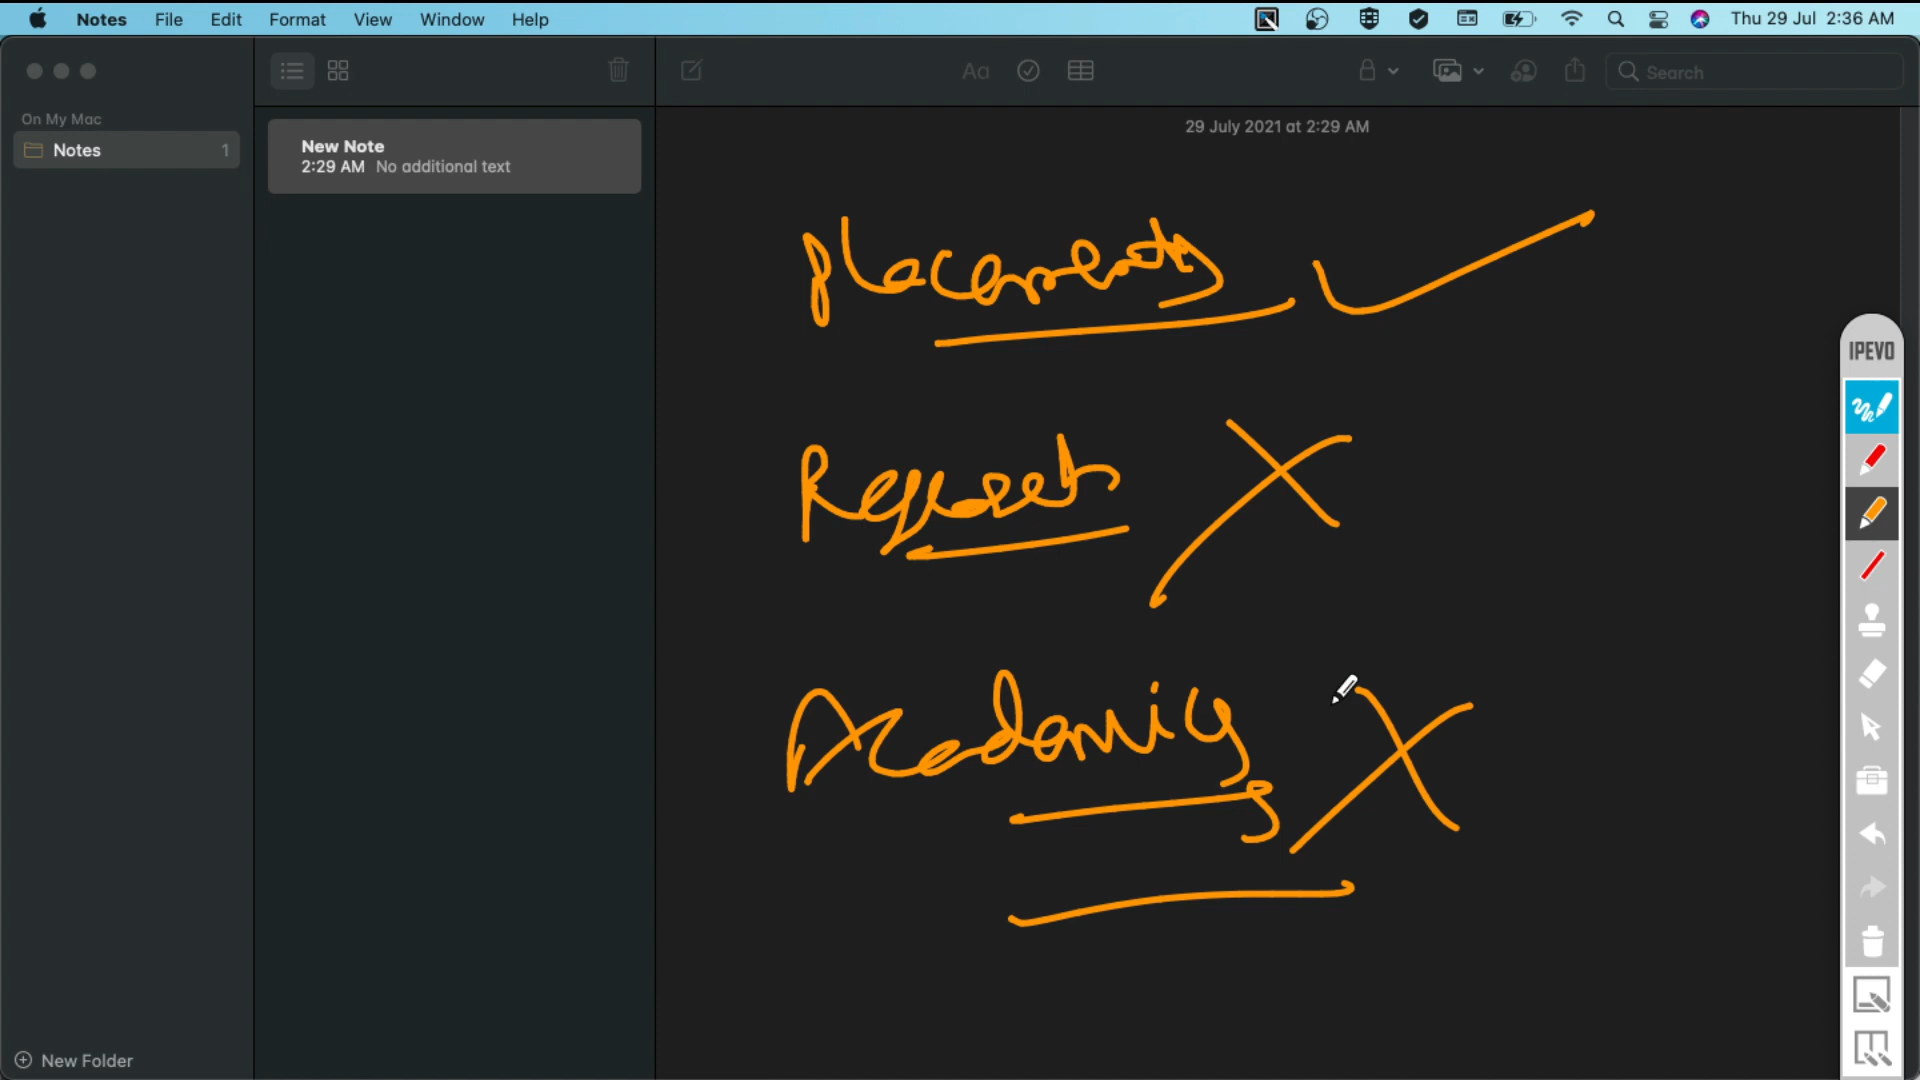 Notes File Edit Format View Window Help Thu 29 Jul 2:36 AM
Aa Search
On My Mac
Notes 1
New Note
2:29 AM No additional text
29 July 2021 at 2:29 AM
Placements
IPEVO
Academics
New Folder